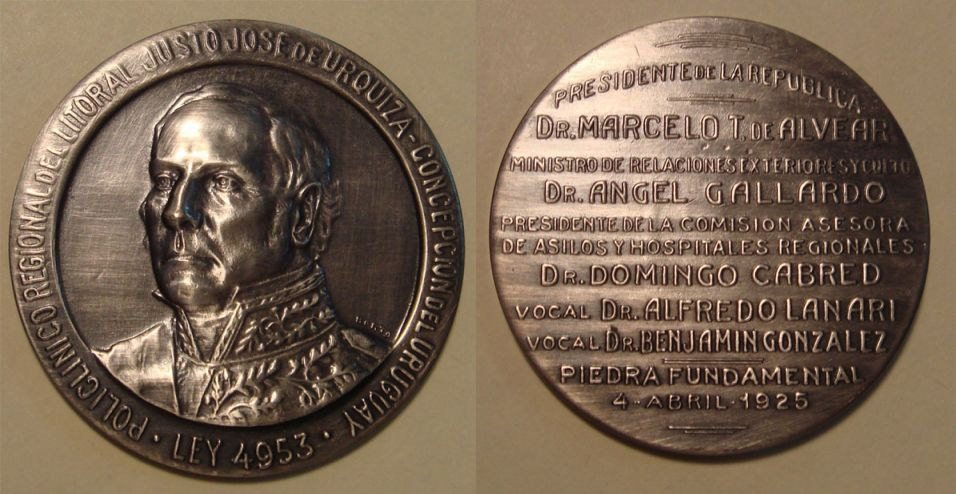 POLICLINICO REGIONAL DEL LITORAL JUSTO JOSE DE URQUIZA - CONCEPCION DEL URUGUAY
· LEY 4953 ·
PRESIDENTE DE LA REPUBLICA
DR. MARCELO T. DE ALVEAR
MINISTRO DE RELACIONES EXTERIORES Y CULTO
DR. ANGEL GALLARDO
PRESIDENTE DE LA COMISION ASESORA
DE ASILOS Y HOSPITALES REGIONALES
DR. DOMINGO CABRED
VOCAL DR. ALFREDO LANARI
VOCAL DR. BENJAMIN GONZALEZ
PIEDRA FUNDAMENTAL
4 · ABRIL · 1925